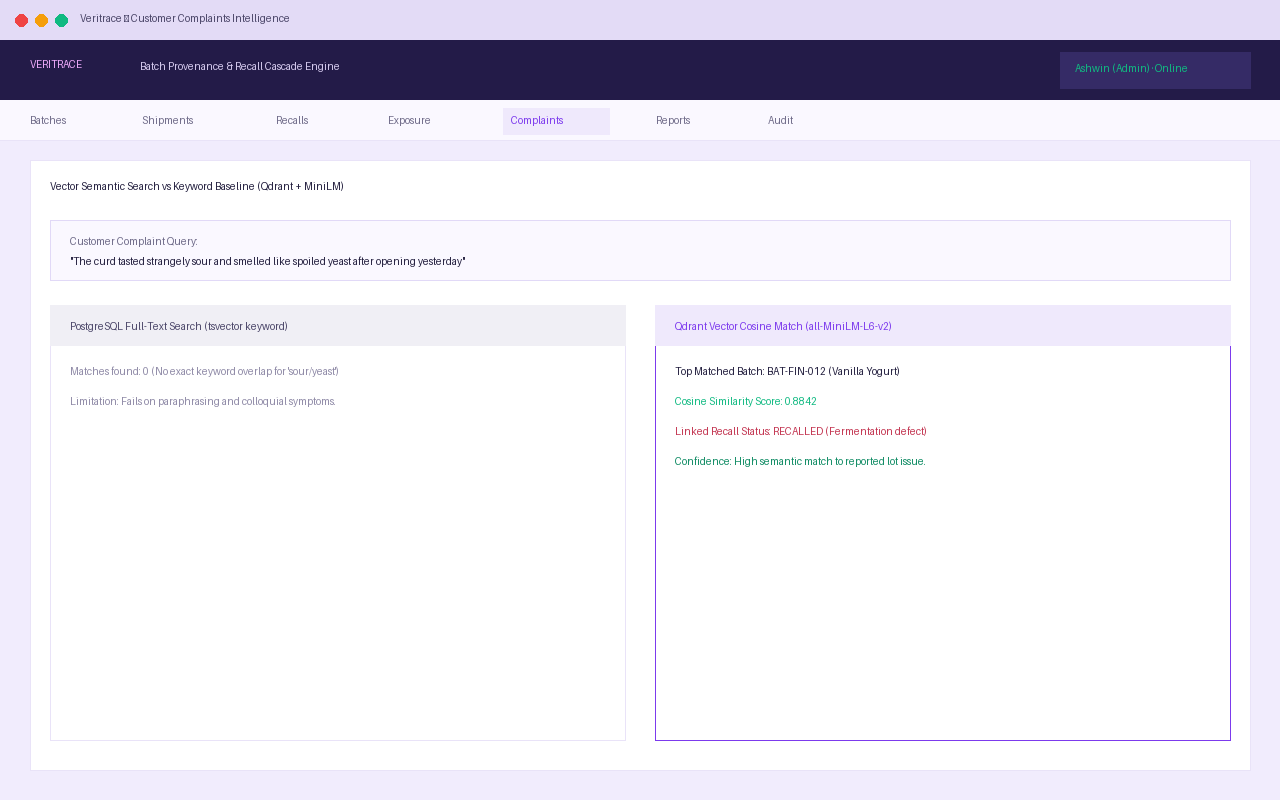 Veritrace ▯ Customer Complaints Intelligence
VERITRACE
Batch Provenance & Recall Cascade Engine
Ashwin (Admin) · Online
Batches
Shipments
Recalls
Exposure
Complaints
Reports
Audit
Vector Semantic Search vs Keyword Baseline (Qdrant + MiniLM)
Customer Complaint Query:
"The curd tasted strangely sour and smelled like spoiled yeast after opening yesterday"
PostgreSQL Full-Text Search (tsvector keyword)
Matches found: 0 (No exact keyword overlap for 'sour/yeast')
Limitation: Fails on paraphrasing and colloquial symptoms.
Qdrant Vector Cosine Match (all-MiniLM-L6-v2)
Top Matched Batch: BAT-FIN-012 (Vanilla Yogurt)
Cosine Similarity Score: 0.8842
Linked Recall Status: RECALLED (Fermentation defect)
Confidence: High semantic match to reported lot issue.